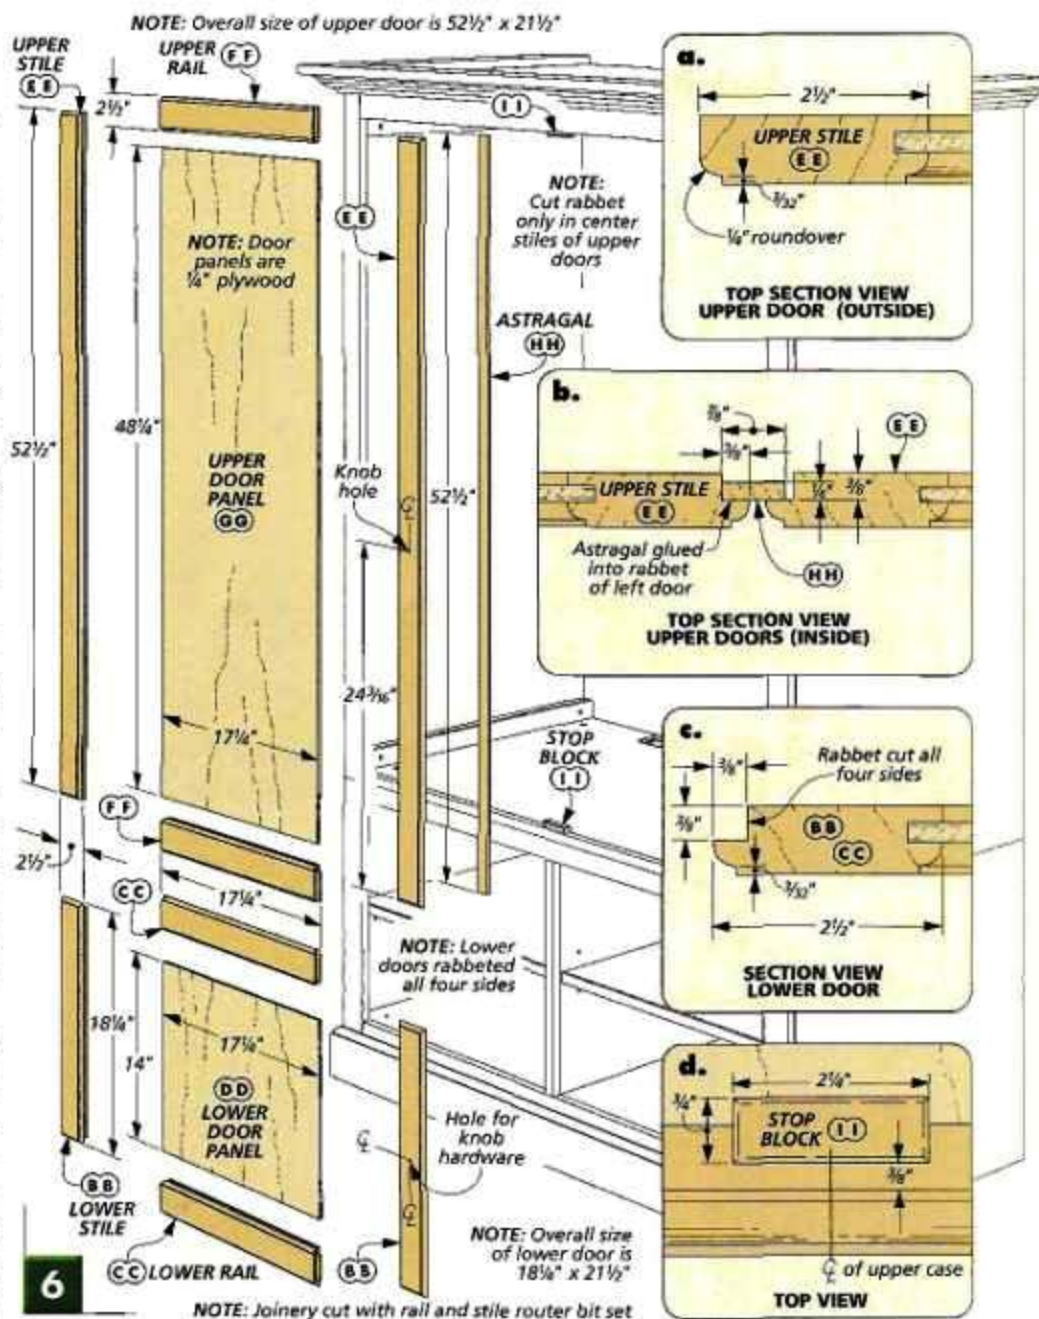 NOTE: Overall size of upper door is 52½" x 21½"
UPPER
STILE
EE
UPPER
RAIL
FF
2½"
II
EE
NOTE:
Cut rabbet
only in center
stiles of upper
doors
NOTE: Door
panels are
¼" plywood
ASTRAGAL
HH
52½"
48¼"
UPPER
DOOR
PANEL
GG
Knob
hole
52½"
℄
24³⁄₁₆"
17¼"
STOP
BLOCK
II
FF
2½"
17¼"
CC
NOTE: Lower
doors rabbeted
all four sides
18¼"
14"
17¼"
DD
LOWER
DOOR
PANEL
Hole for
knob
hardware
℄
℄
BB
LOWER
STILE
CC LOWER RAIL
BB
NOTE: Overall size
of lower door is
18¼" x 21½"
6
NOTE: Joinery cut with rail and stile router bit set
a.
2½"
UPPER STILE
EE
³⁄₃₂"
¼" roundover
TOP SECTION VIEW
UPPER DOOR (OUTSIDE)
b.
⅜"
EE
UPPER STILE
EE
⅜"
Astragal glued
into rabbet
of left door
HH
TOP SECTION VIEW
UPPER DOORS (INSIDE)
c.
⅜"
Rabbet cut all
four sides
⅜"
BB
CC
³⁄₃₂"
2½"
SECTION VIEW
LOWER DOOR
d.
2¼"
¾"
STOP
BLOCK
II
⅜"
℄ of upper case
TOP VIEW